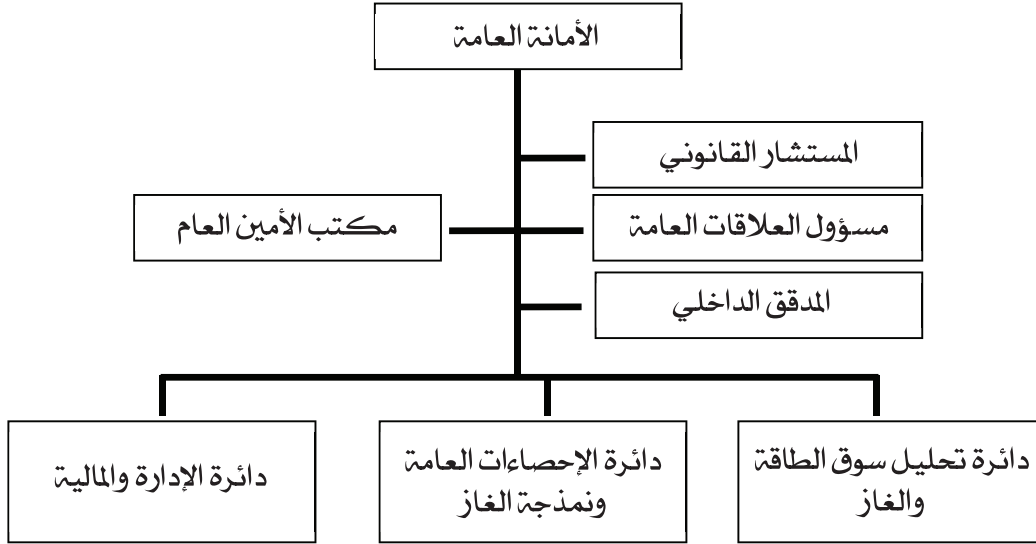 الأمانة العامة
المستشار القانوني
مسؤول العلاقات العامة
مكتب الأمين العام
المدقق الداخلي
دائرة تحليل سوق الطاقة
والغاز
دائرة الإحصاءات العامة
ونمذجة الغاز
دائرة الإدارة والمالية